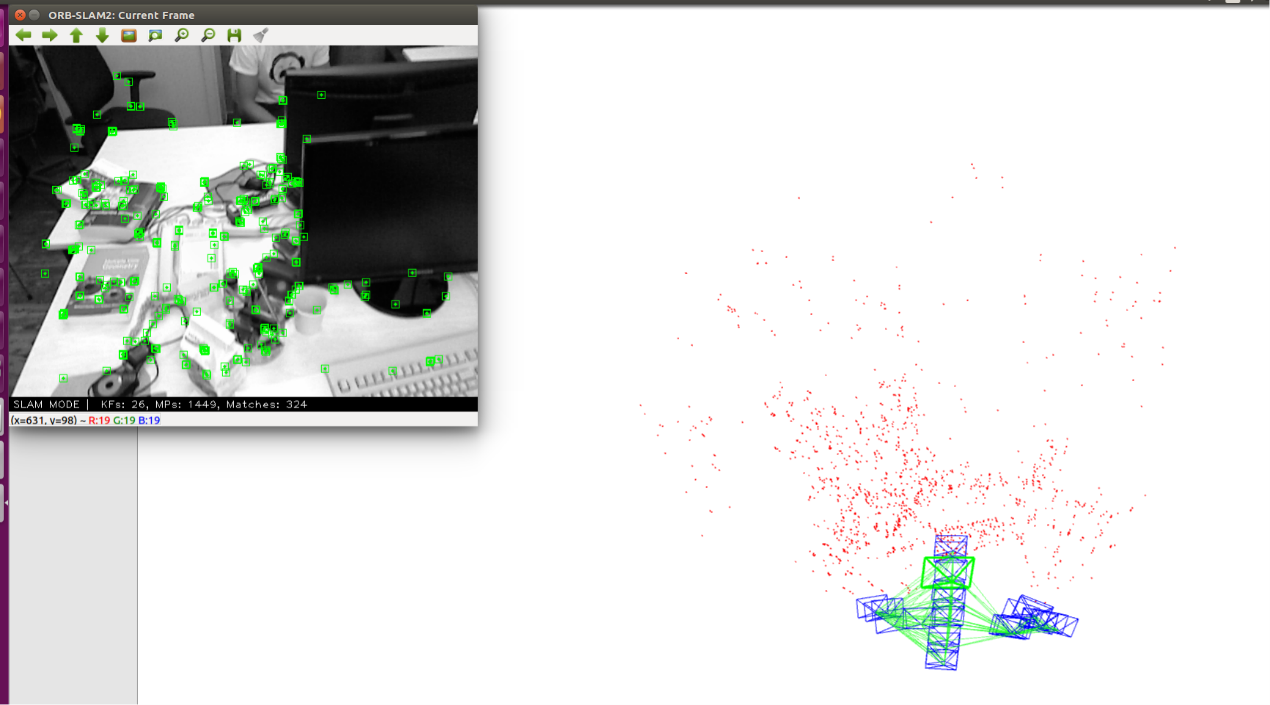 ORB-SLAM2: Current Frame
SLAM MODE |  KFs: 26, MPs: 1449, Matches: 324
(x=631, y=98) ~ R:19 G:19 B:19